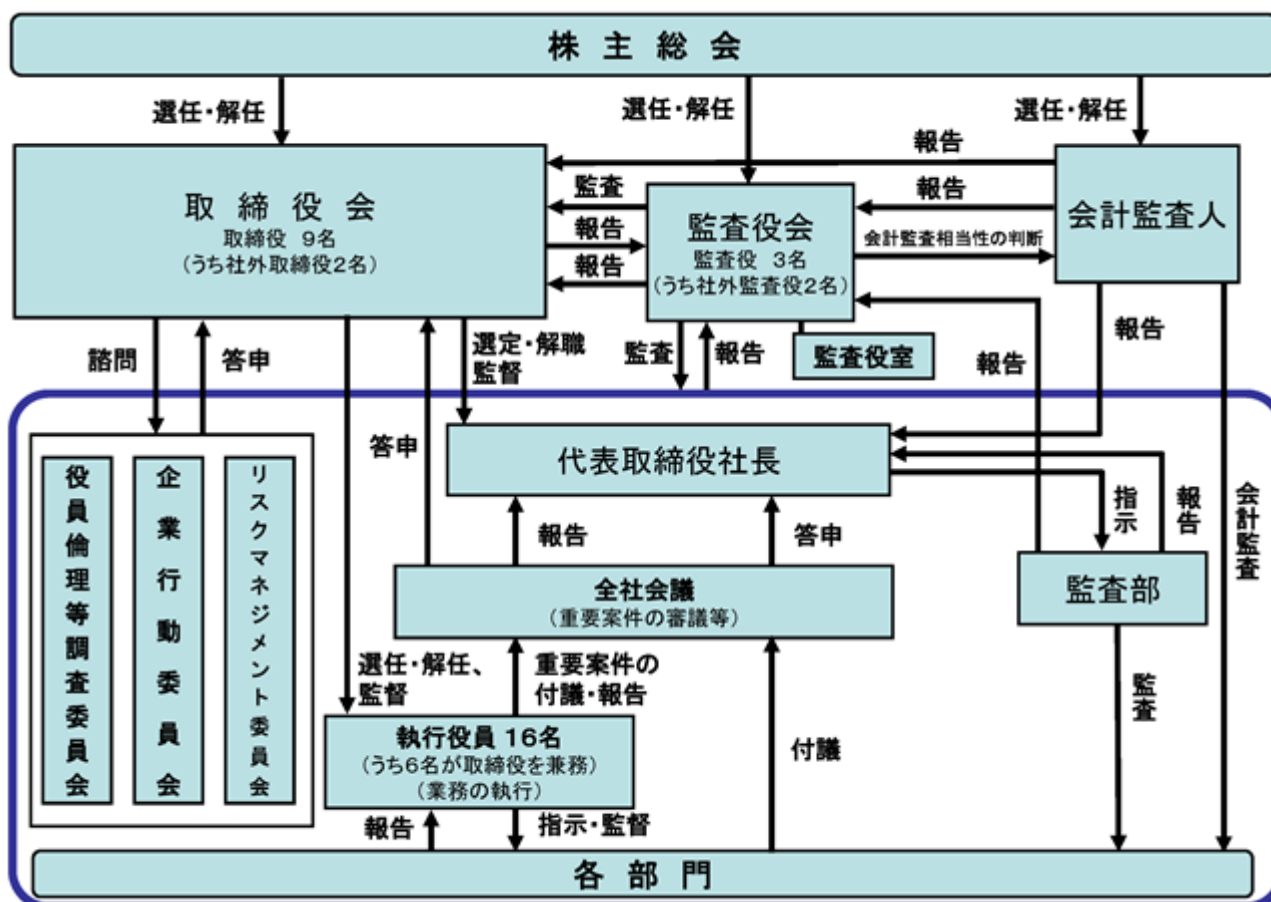 株主総会
選任・解任
選任・解任
選任・解任
取締役会
取締役 9名
(うち社外取締役2名)
監査
報告
報告
監査役会
監査役 3名
(うち社外監査役2名)
報告
報告
会計監査相当性の判断
会計監査人
諮問
答申
選定・解職
監督
監査
報告
監査役室
報告
報告
答申
代表取締役社長
役員倫理等調査委員会
企業行動委員会
リスクマネジメント委員会
報告
答申
指示
報告
会計監査
全社会議
(重要案件の審議等)
監査部
選任・解任、
監督
重要案件の
付議・報告
付議
監査
執行役員 16名
(うち6名が取締役を兼務)
(業務の執行)
報告
指示・監督
各部門